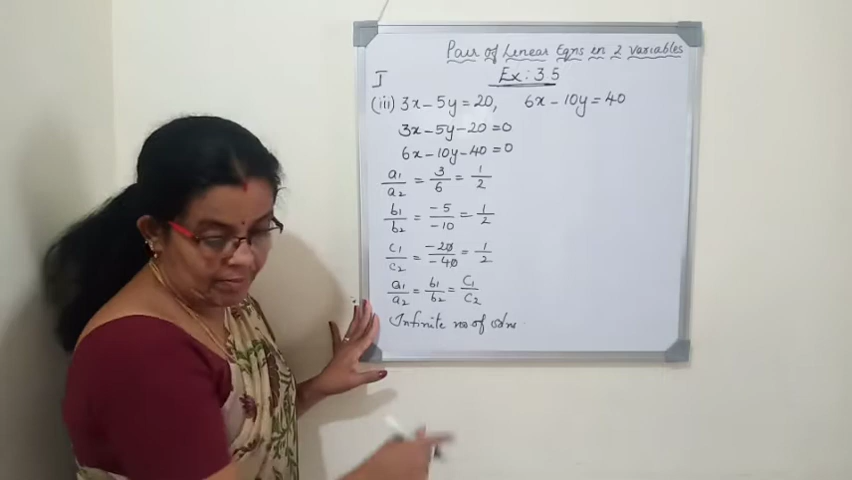 Pair of Linear Eqns in 2 variables
Ex: 3 5
I
(iii) 3x - 5y = 20, 6x - 10y = 40
3x - 5y - 20 = 0
6x - 10y - 40 = 0
a₁/a₂ = 3/6 = 1/2
b₁/b₂ = -5/-10 = 1/2
c₁/c₂ = -20/-40 = 1/2
a₁/a₂ = b₁/b₂ = c₁/c₂
Infinite no of